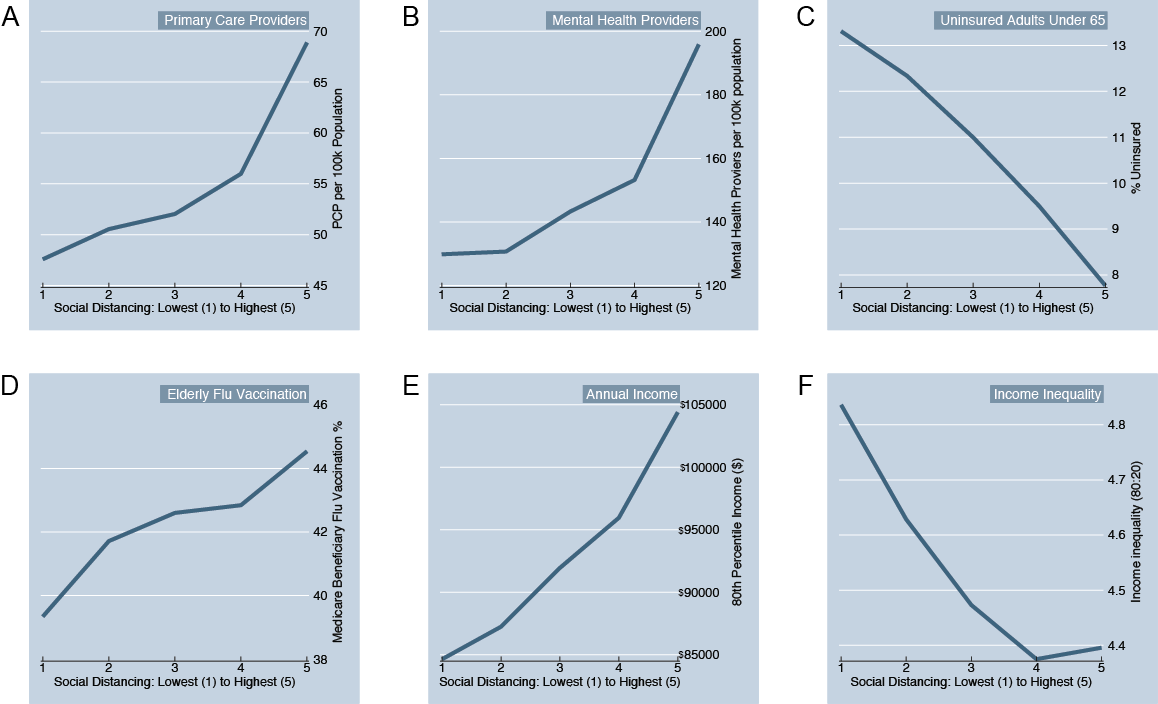 A
Primary Care Providers
70
65
60
55
50
45
PCP per 100k Population
1 2 3 4 5
Social Distancing: Lowest (1) to Highest (5)
B
Mental Health Providers
200
180
160
140
120
Mental Health Proviers per 100k population
1 2 3 4 5
Social Distancing: Lowest (1) to Highest (5)
C
Uninsured Adults Under 65
13
12
11
10
9
8
% Uninsured
1 2 3 4 5
Social Distancing: Lowest (1) to Highest (5)
D
Elderly Flu Vaccination
46
44
42
40
38
Medicare Beneficiary Flu Vaccination %
1 2 3 4 5
Social Distancing: Lowest (1) to Highest (5)
E
Annual Income
$105000
$100000
$95000
$90000
$85000
80th Percentile Income ($)
1 2 3 4 5
Social Distancing: Lowest (1) to Highest (5)
F
Income Inequality
4.8
4.7
4.6
4.5
4.4
Income inequality (80:20)
1 2 3 4 5
Social Distancing: Lowest (1) to Highest (5)